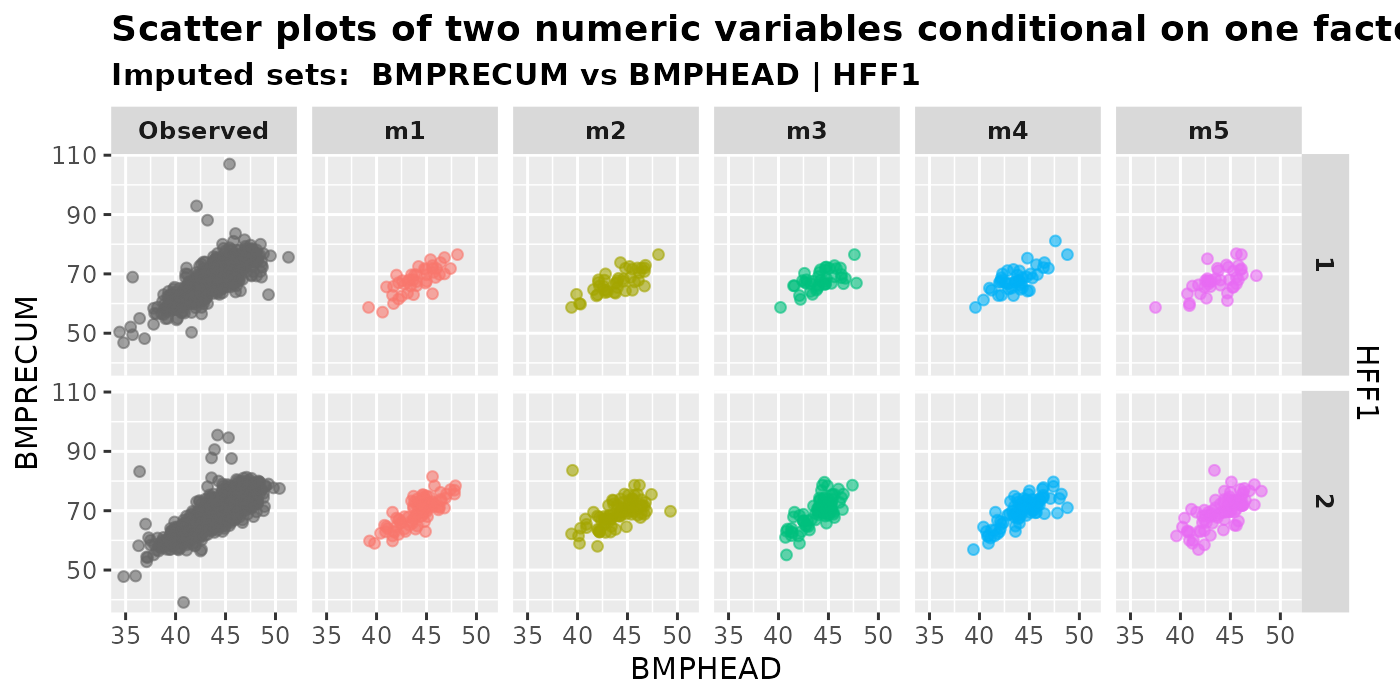 Scatter plots of two numeric variables conditional on one facto
Imputed sets:  BMPRECUM vs BMPHEAD | HFF1
Observed m1 m2 m3 m4 m5
110
90
70
50
1
110
90
70
50
2
BMPRECUM
HFF1
35 40 45 50 35 40 45 50 35 40 45 50 35 40 45 50 35 40 45 50 35 40 45 50
BMPHEAD